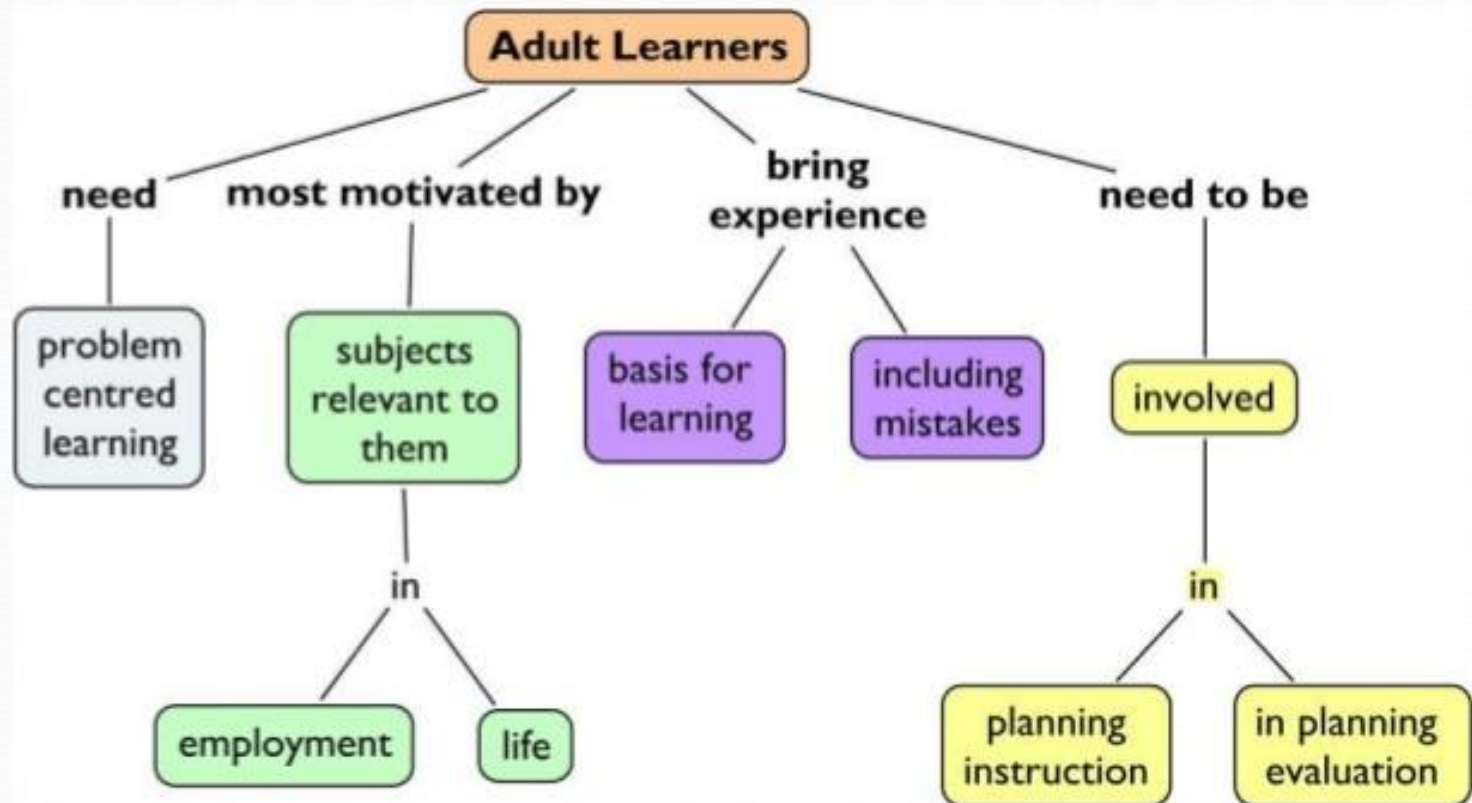 Adult Learners
need
most motivated by
bring
experience
need to be
problem
centred
learning
subjects
relevant to
them
basis for
learning
including
mistakes
involved
in
in
employment
life
planning
instruction
in planning
evaluation